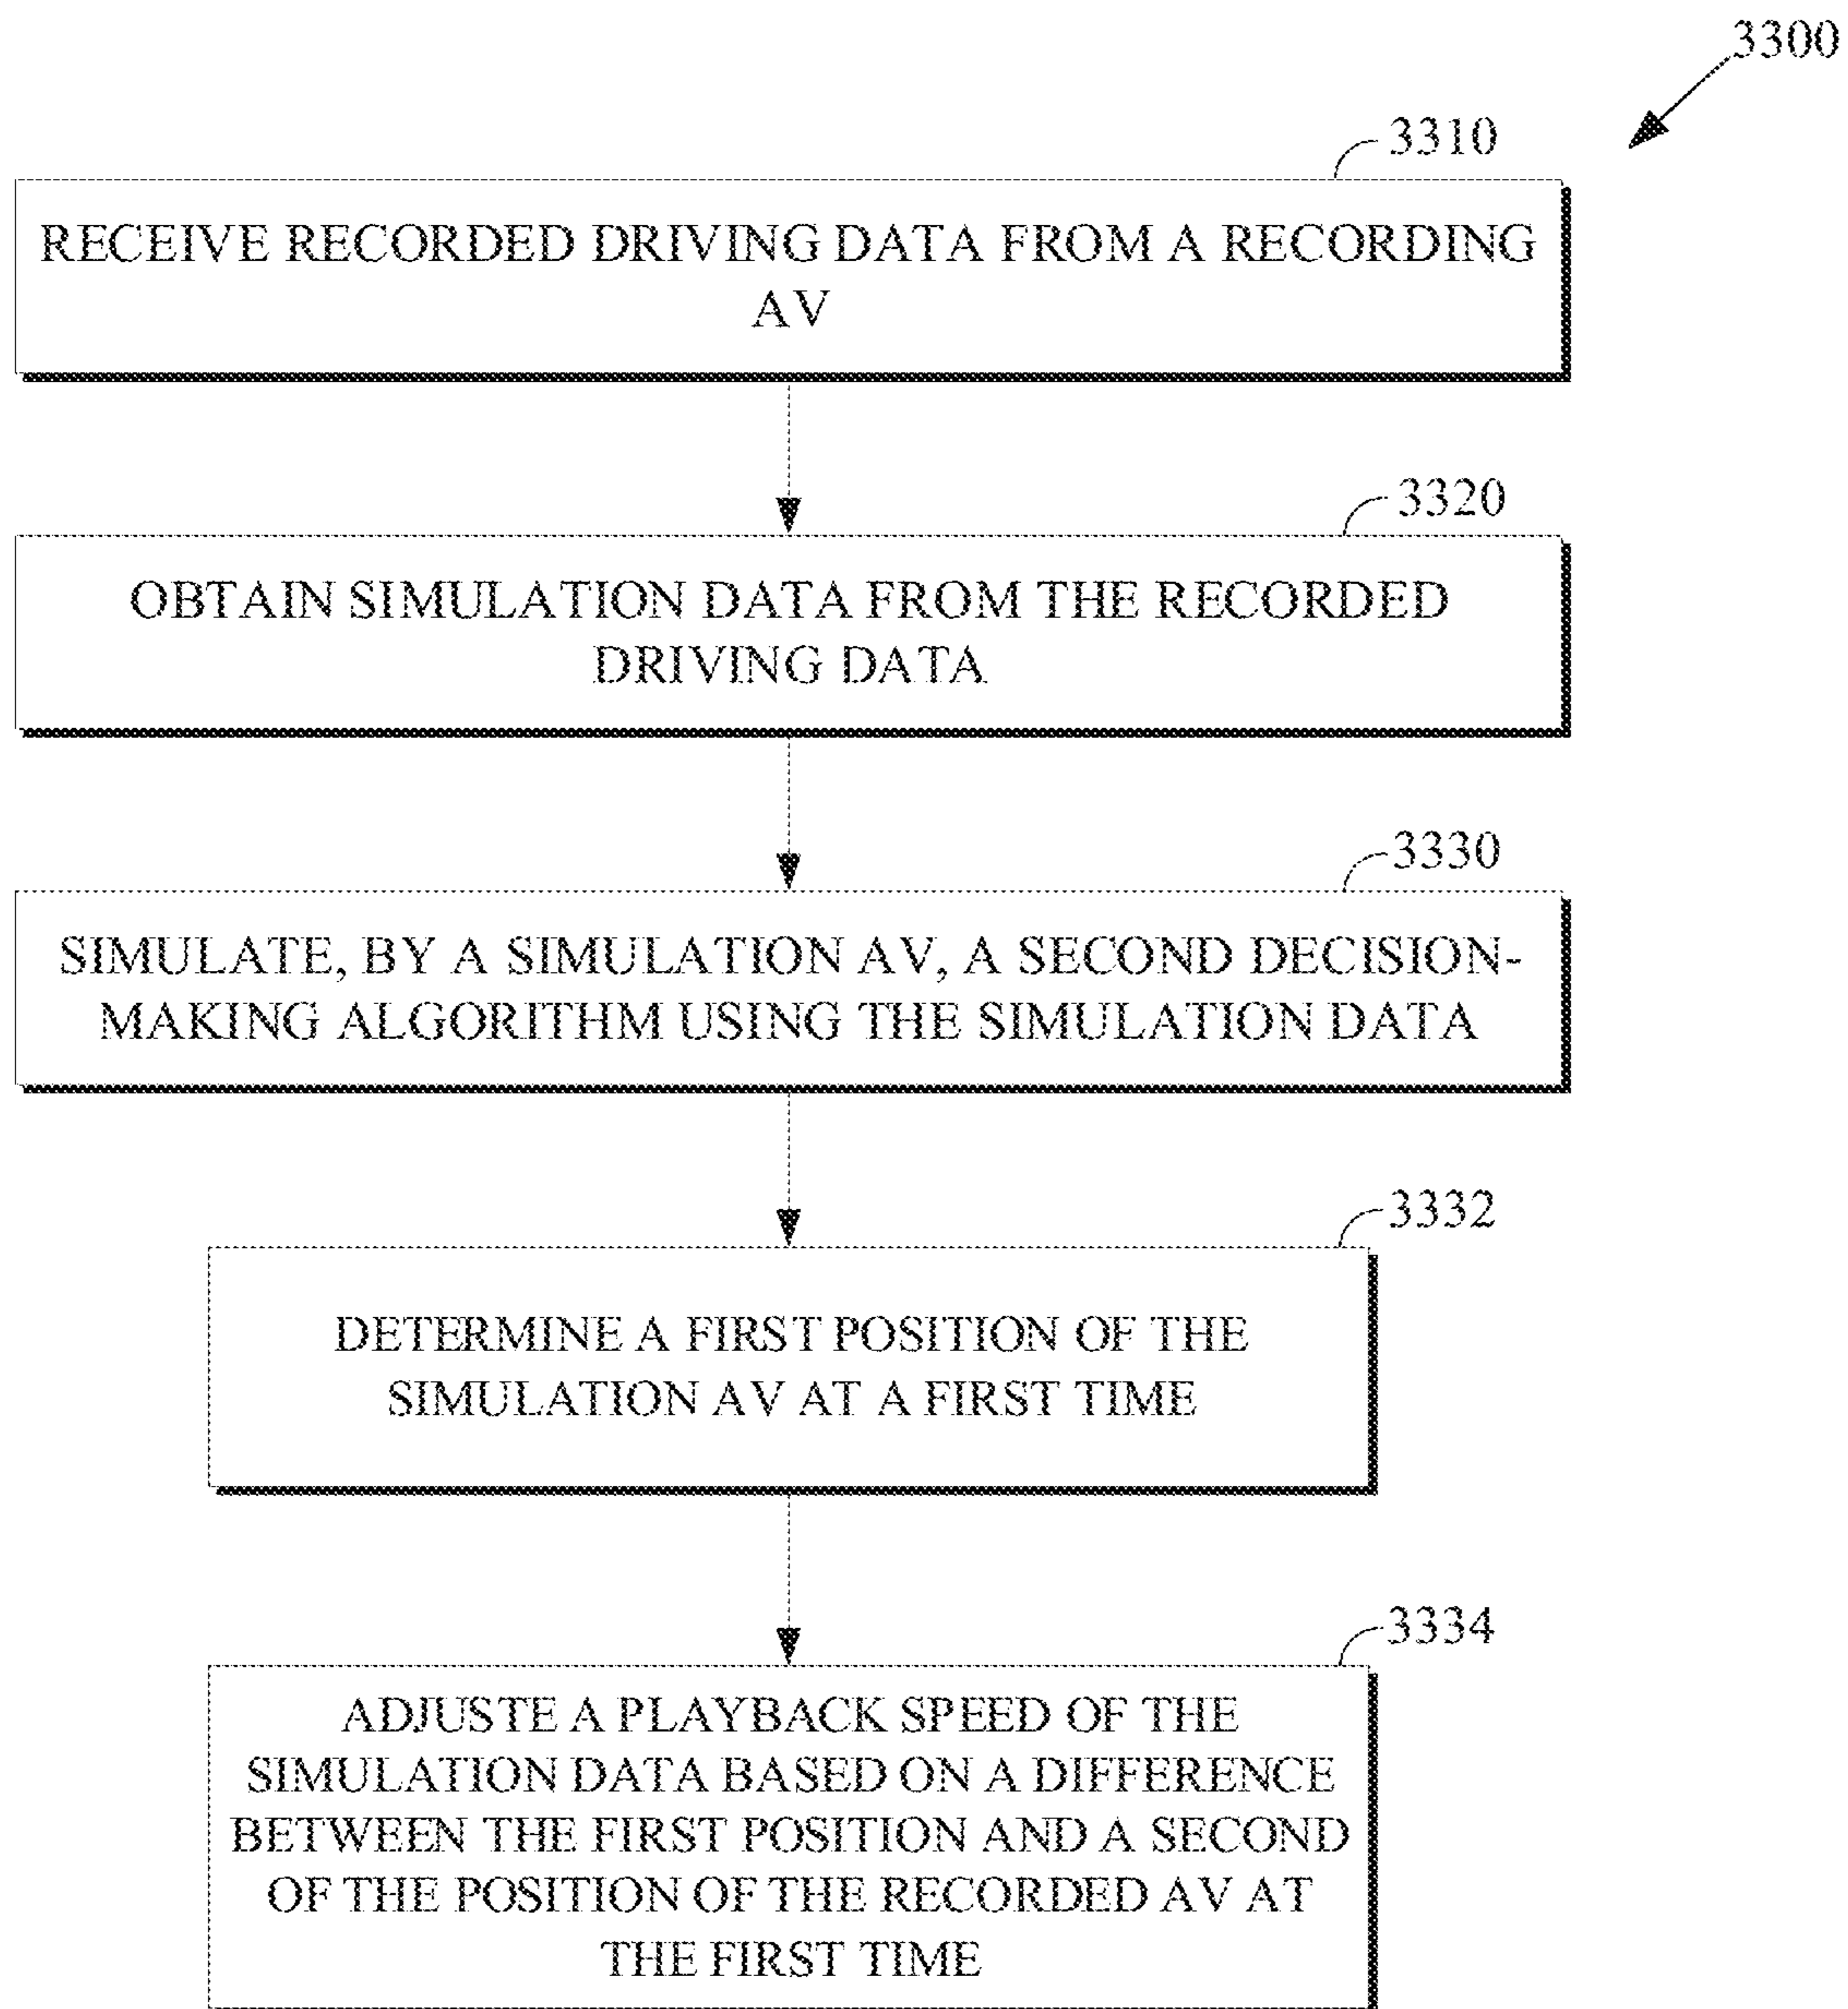 3300
3310
RECEIVE RECORDED DRIVING DATA FROM A RECORDING
AV
3320
OBTAIN SIMULATION DATA FROM THE RECORDED
DRIVING DATA
3330
SIMULATE, BY A SIMULATION AV, A SECOND DECISION-
MAKING ALGORITHM USING THE SIMULATION DATA
3332
DETERMINE A FIRST POSITION OF THE
SIMULATION AV AT A FIRST TIME
3334
ADJUSTE A PLAYBACK SPEED OF THE
SIMULATION DATA BASED ON A DIFFERENCE
BETWEEN THE FIRST POSITION AND A SECOND
OF THE POSITION OF THE RECORDED AV AT
THE FIRST TIME